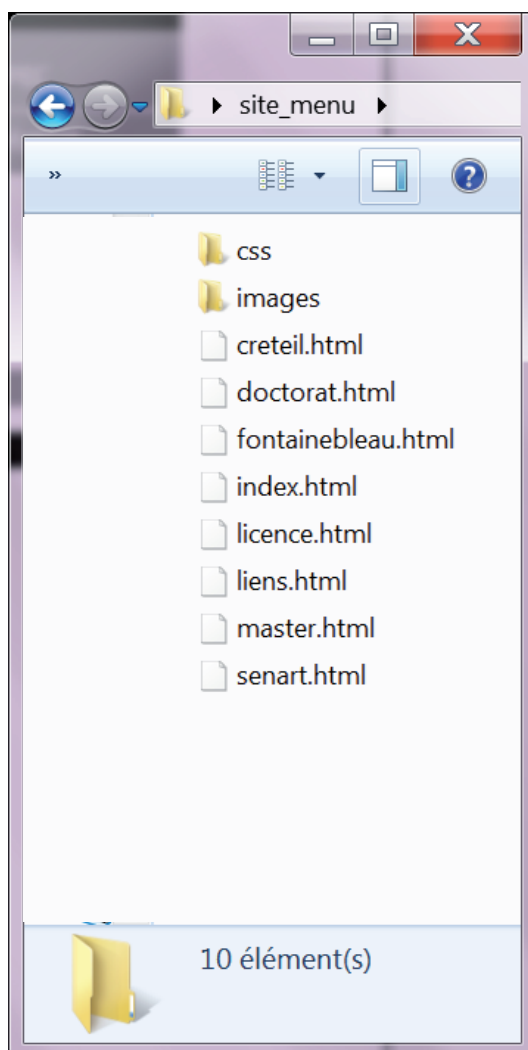 site_menu
»
css
images
creteil.html
doctorat.html
fontainebleau.html
index.html
licence.html
liens.html
master.html
senart.html
10 élément(s)